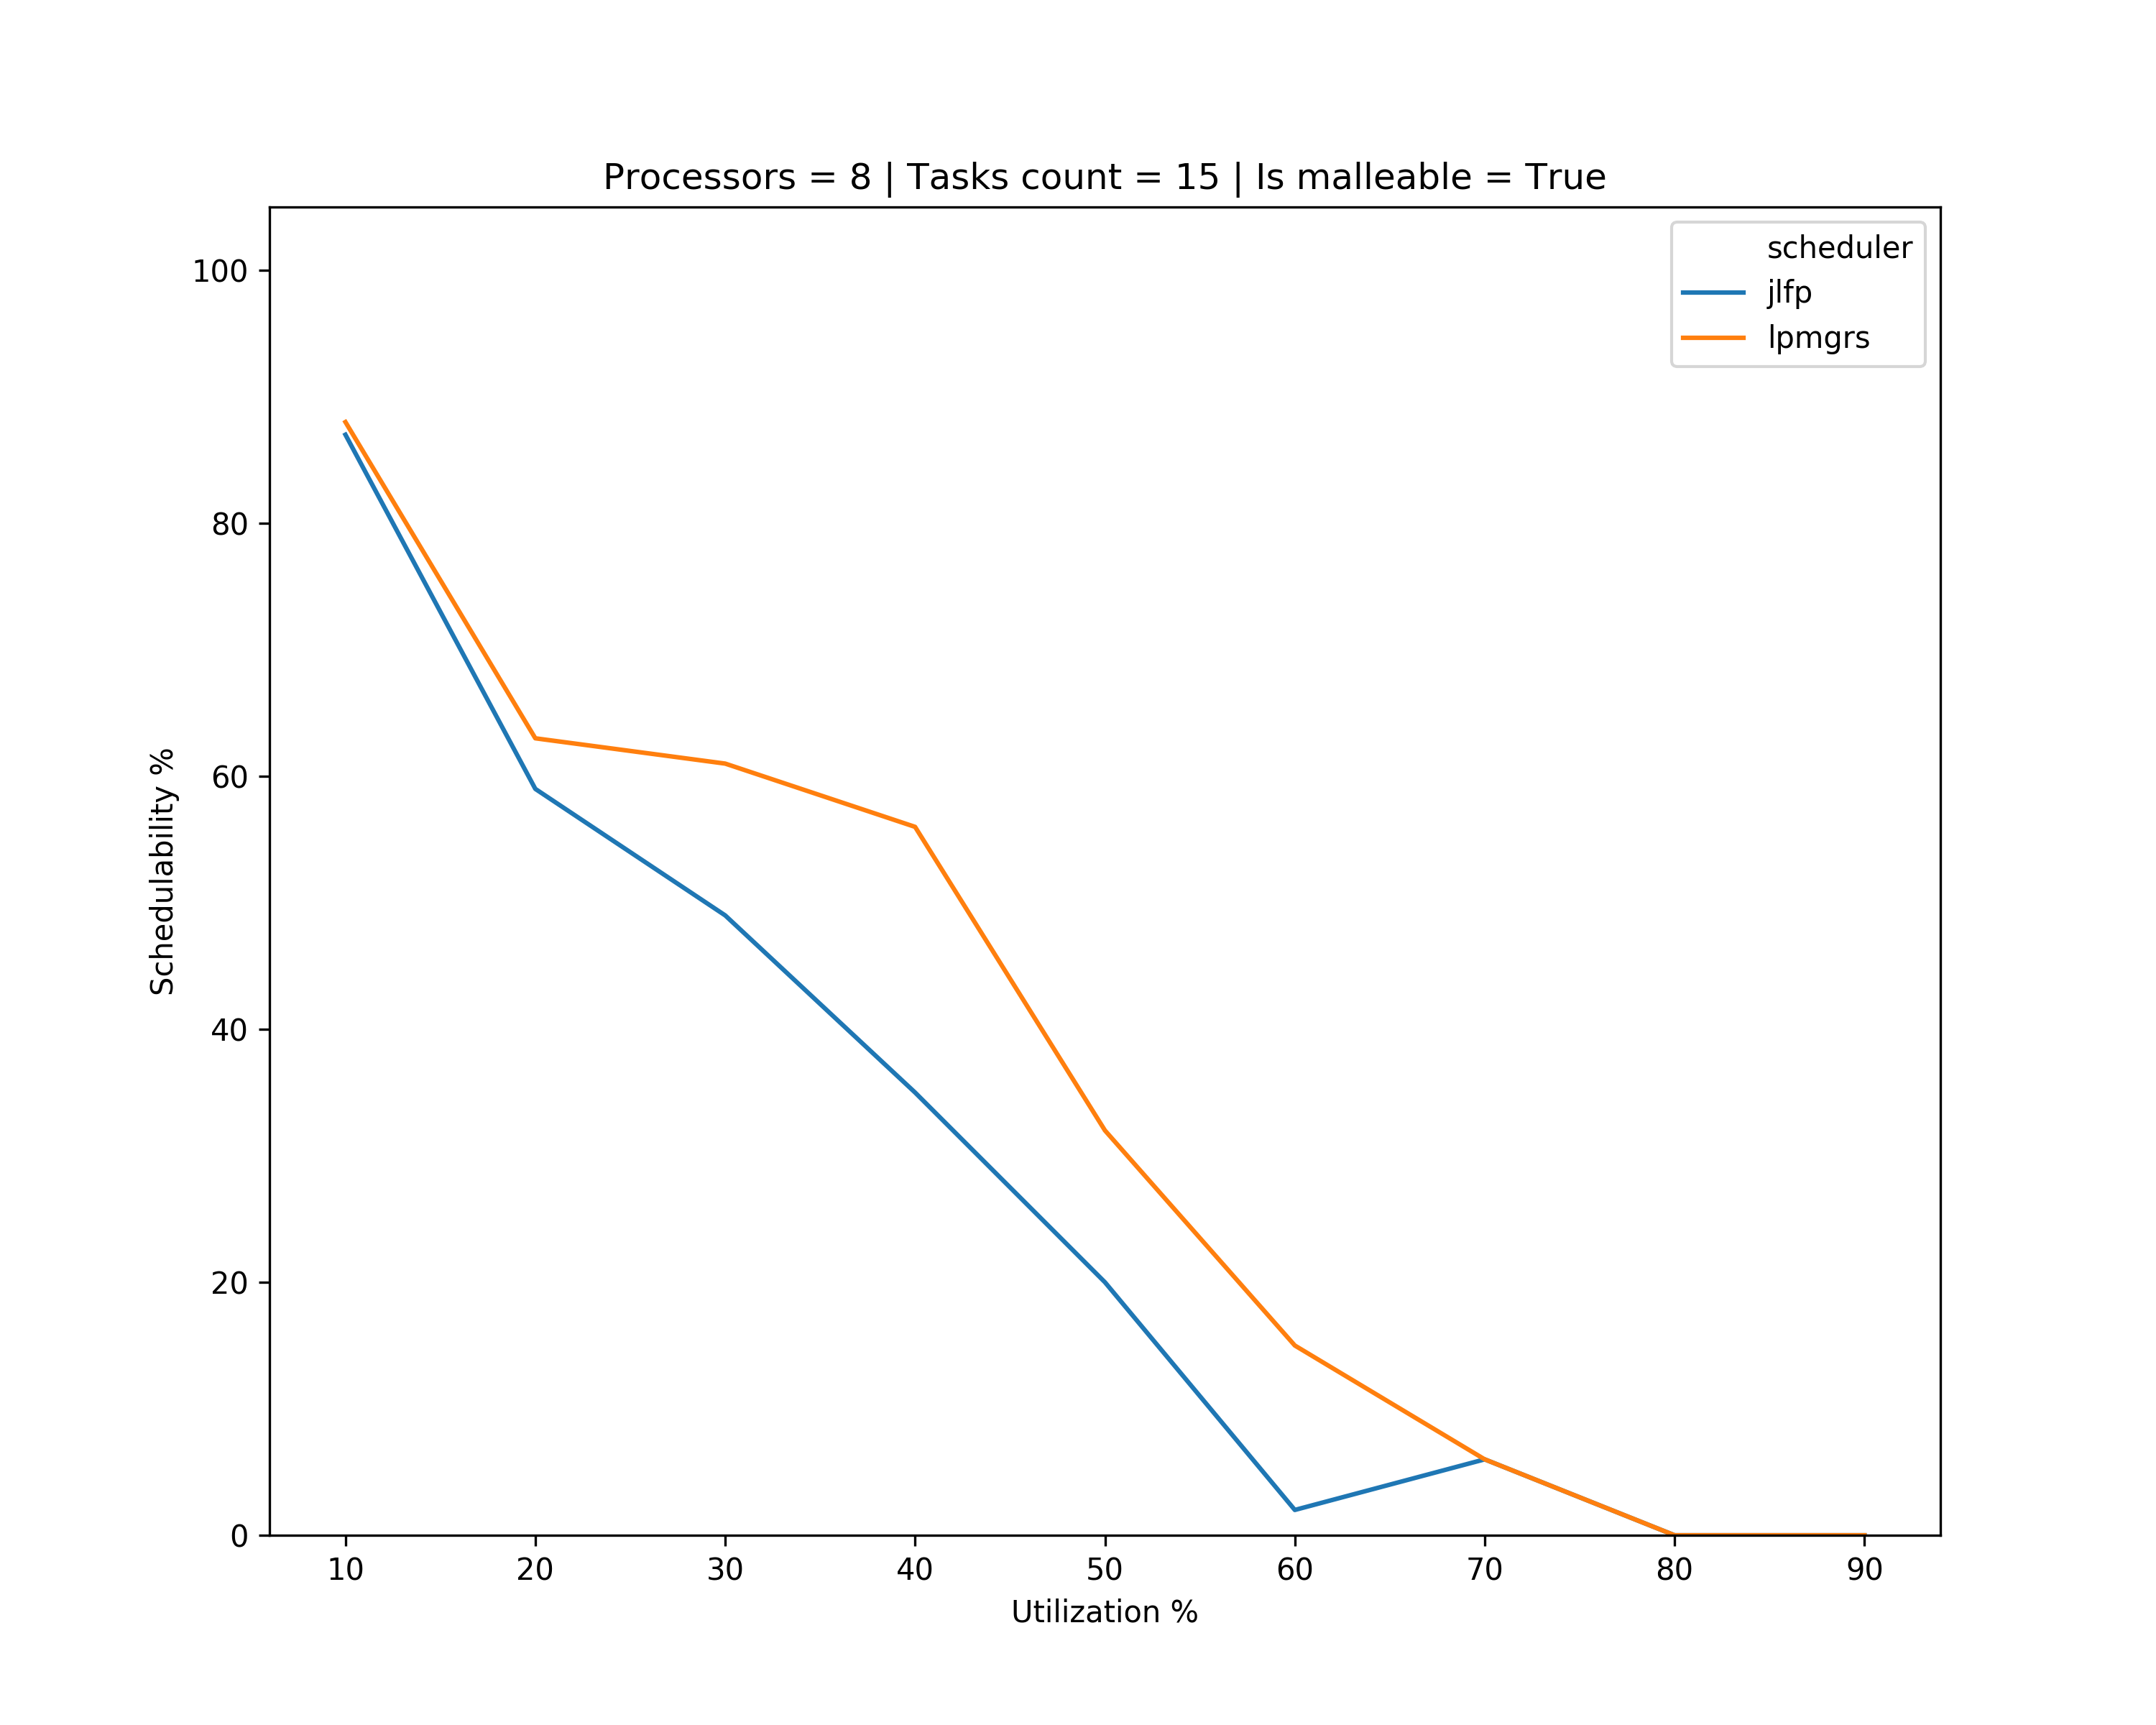 Processors = 8 | Tasks count = 15 | Is malleable = True
scheduler
jlfp
lpmgrs
Schedulability %
100
80
60
40
20
0
10 20 30 40 50 60 70 80 90
Utilization %